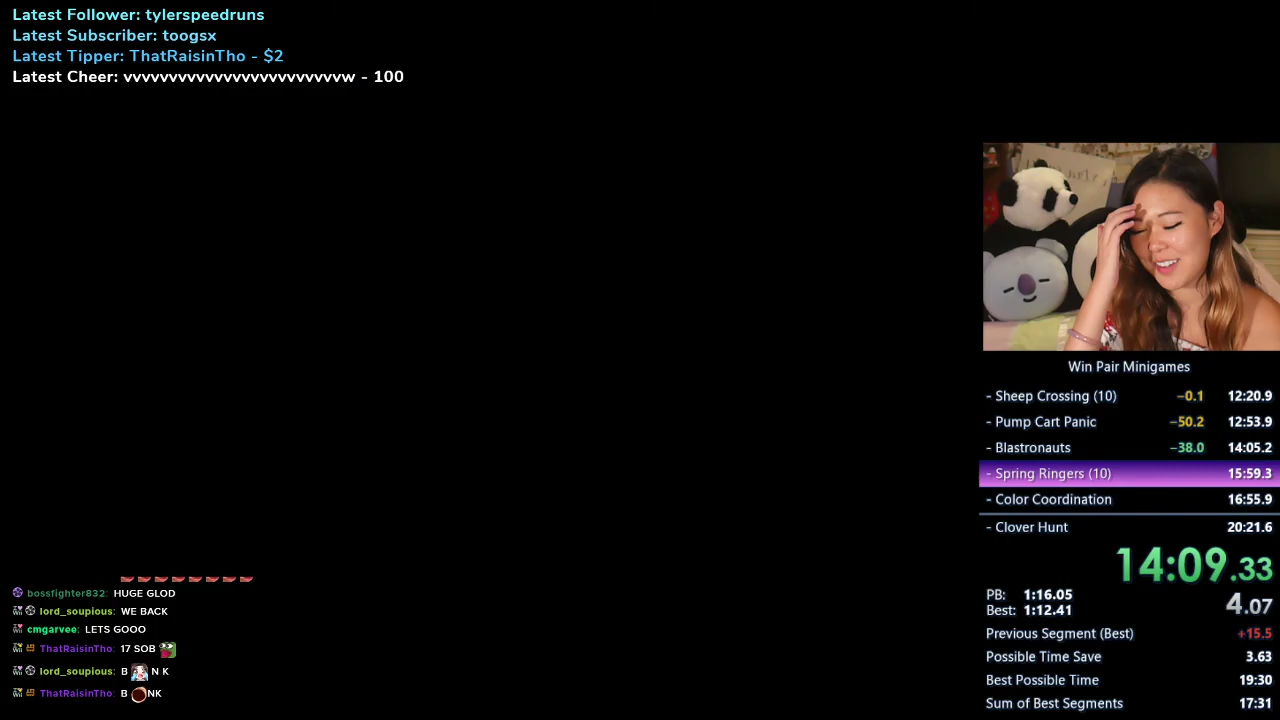 Latest Follower: tylerspeedruns
Latest Subscriber: toogsx
Latest Tipper: ThatRaisinTho - $2
Latest Cheer: vvvvvvvvvvvvvvvvvvvvvvvvw - 100
Win Pair Minigames
- Sheep Crossing (10) −0.1 12:20.9
- Pump Cart Panic −50.2 12:53.9
- Blastronauts −38.0 14:05.2
- Spring Ringers (10) 15:59.3
- Color Coordination 16:55.9
- Clover Hunt 20:21.6
14:09.33
PB: 1:16.05
Best: 1:12.41
4.07
Previous Segment (Best) +15.5
Possible Time Save 3.63
Best Possible Time 19:30
Sum of Best Segments 17:31
bossfighter832: HUGE GLOD
lord_soupious: WE BACK
cmgarvee: LETS GOOO
ThatRaisinTho: 17 SOB
lord_soupious: B N K
ThatRaisinTho: B NK